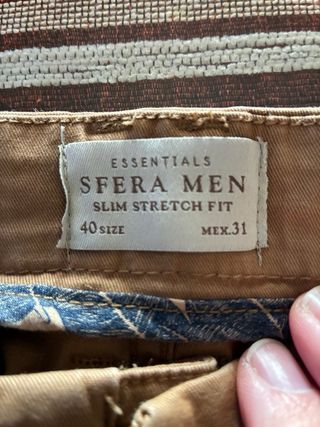 ESSENTIALS
SFERA MEN
SLIM STRETCH FIT
40 SIZE MEX.31